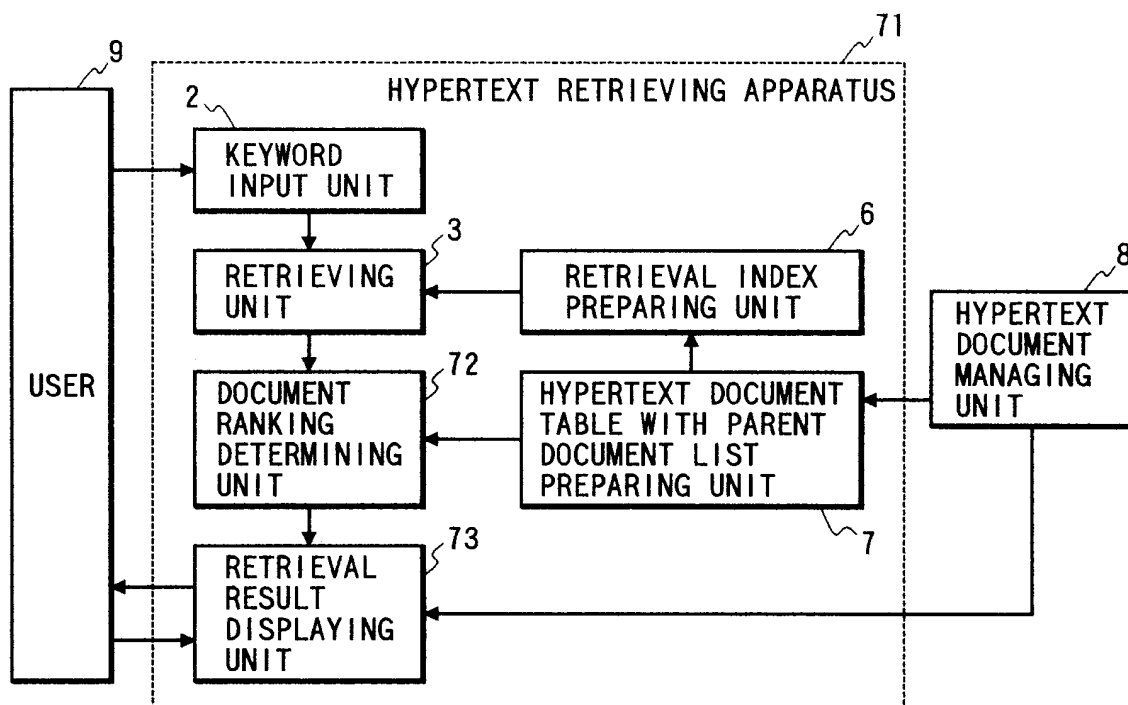 71
9
HYPERTEXT RETRIEVING APPARATUS
2
KEYWORD
INPUT UNIT
3
RETRIEVING
UNIT
6
RETRIEVAL INDEX
PREPARING UNIT
8
HYPERTEXT
DOCUMENT
MANAGING
UNIT
USER
72
DOCUMENT
RANKING
DETERMINING
UNIT
HYPERTEXT DOCUMENT
TABLE WITH PARENT
DOCUMENT LIST
PREPARING UNIT
7
73
RETRIEVAL
RESULT
DISPLAYING
UNIT